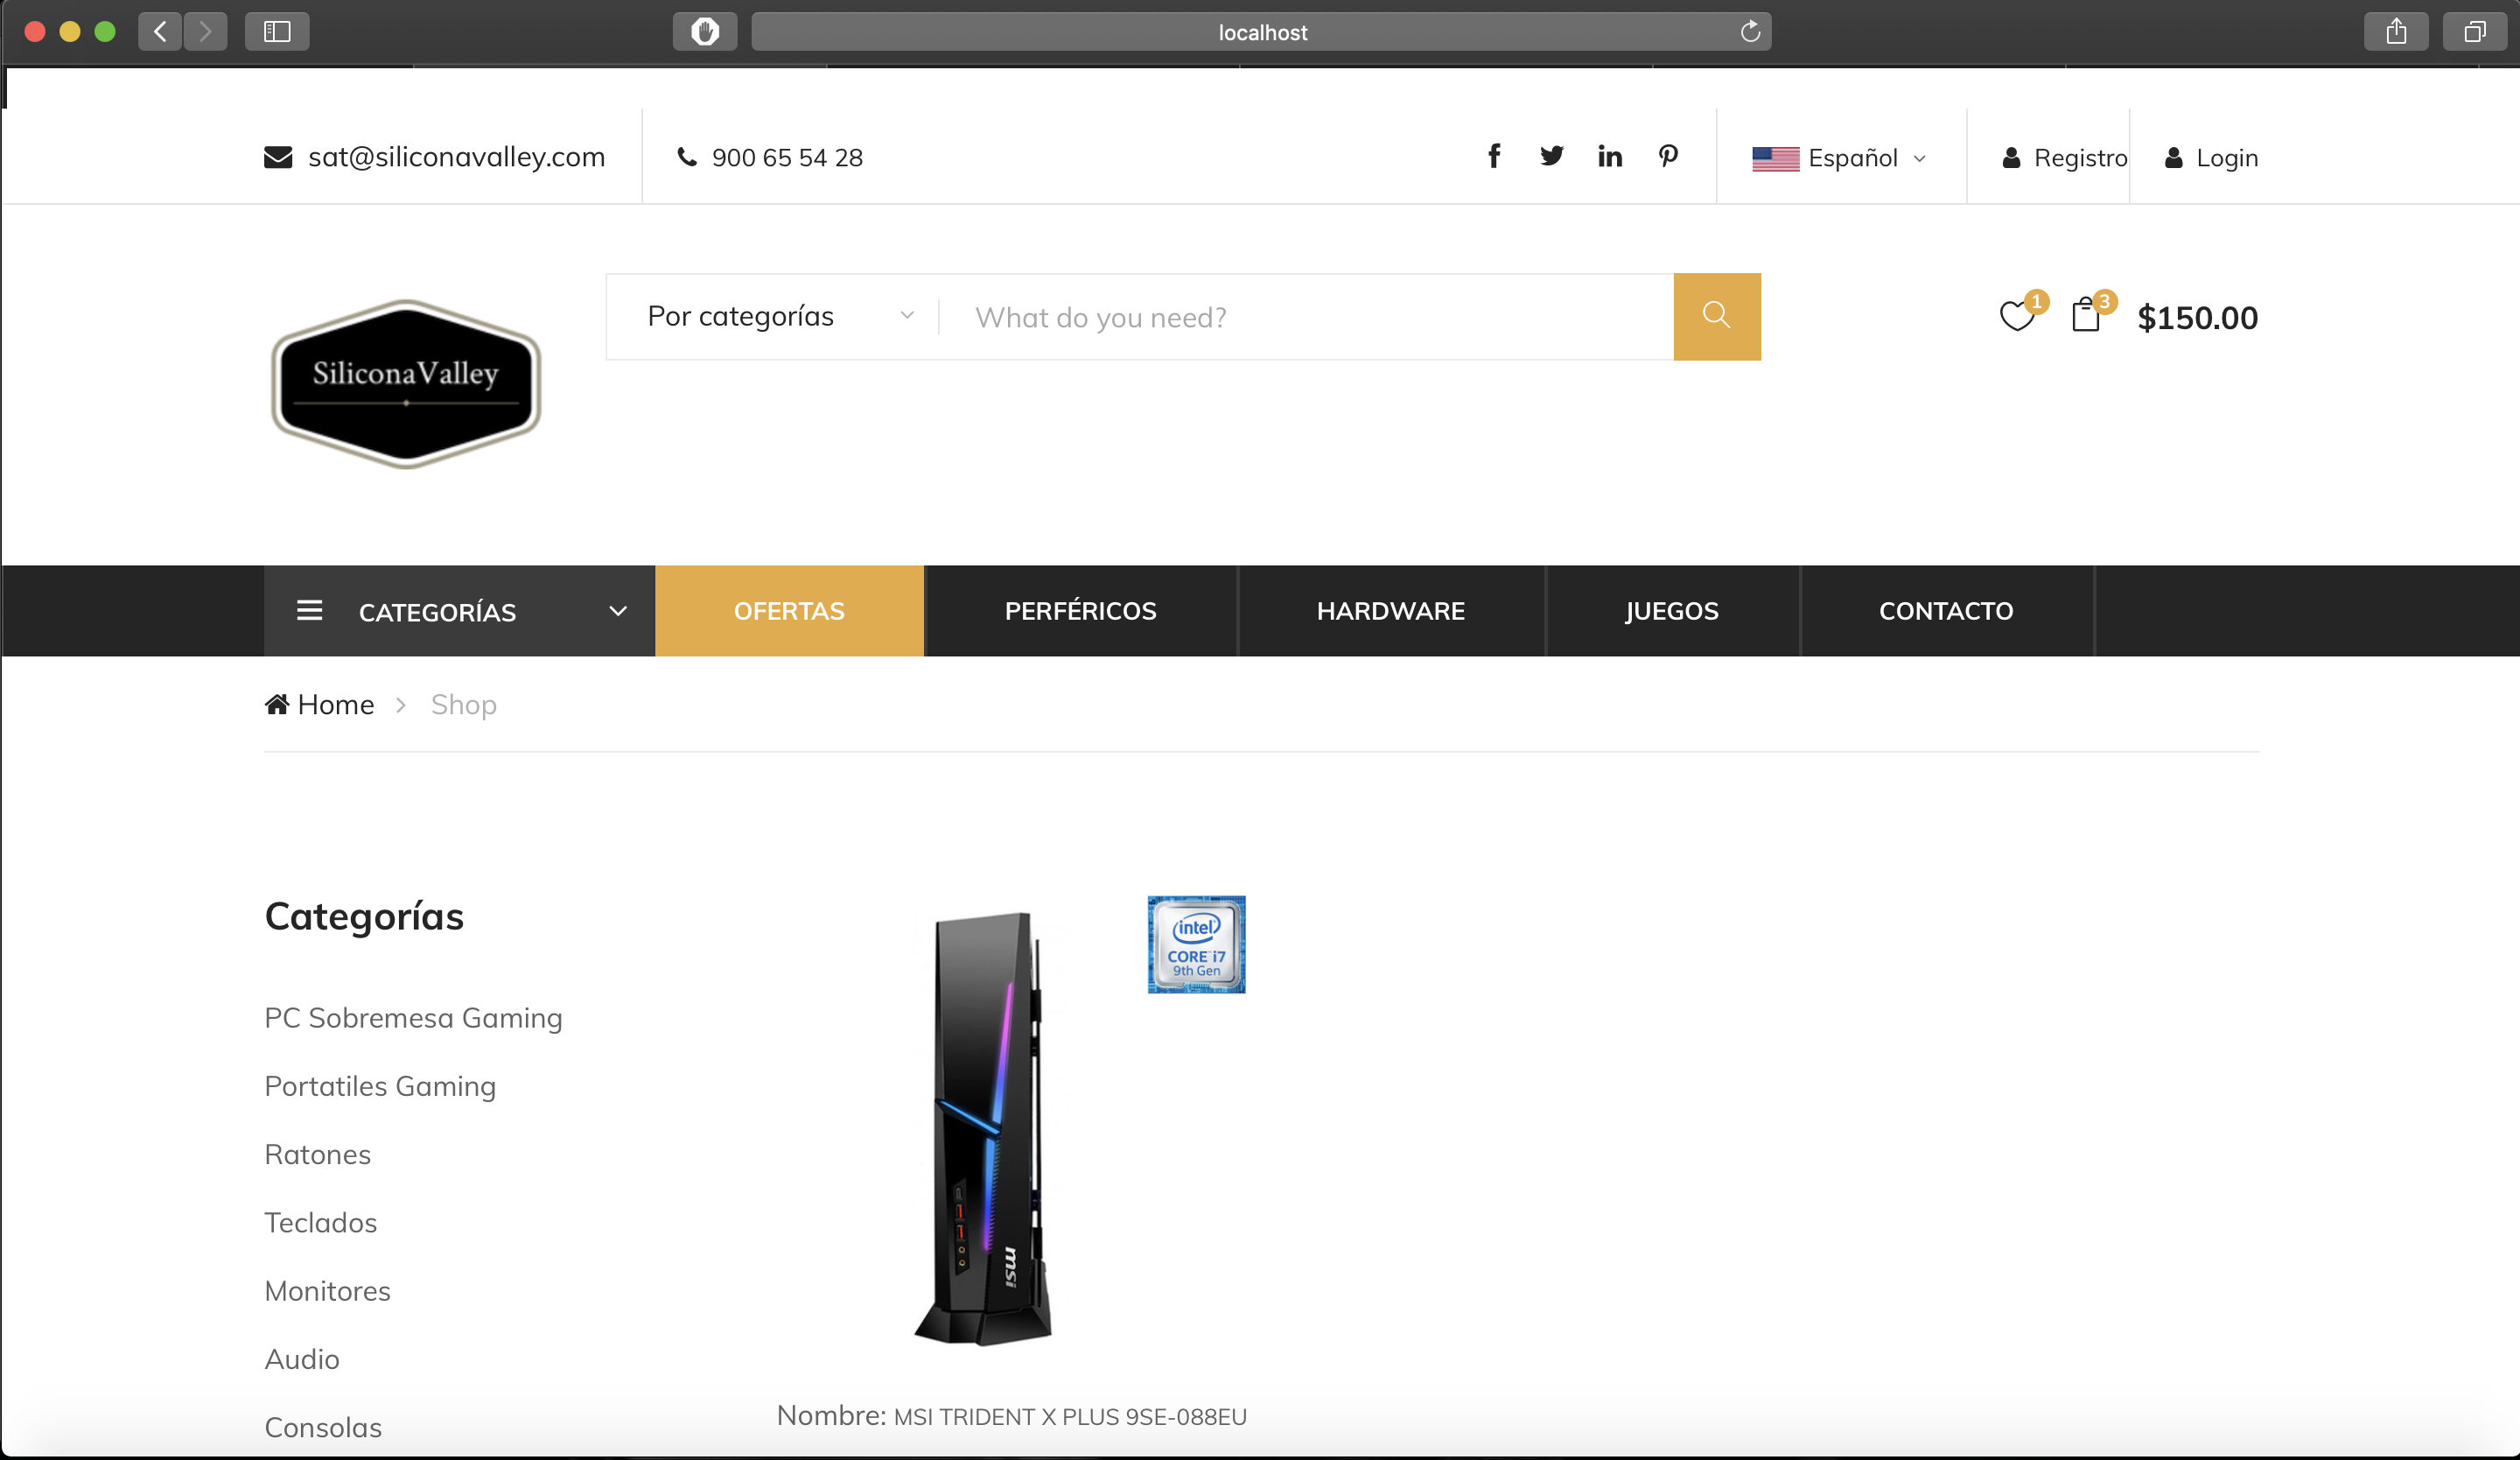 localhost
sat@siliconavalley.com
900 65 54 28
Español
Registro
Login
SiliconaValley
Por categorías
What do you need?
1
3
$150.00
CATEGORÍAS
OFERTAS
PERFÉRICOS
HARDWARE
JUEGOS
CONTACTO
Home
Shop
Categorías
PC Sobremesa Gaming
Portatiles Gaming
Ratones
Teclados
Monitores
Audio
Consolas
intel
CORE i7
9th Gen
msi
Nombre: MSI TRIDENT X PLUS 9SE-088EU